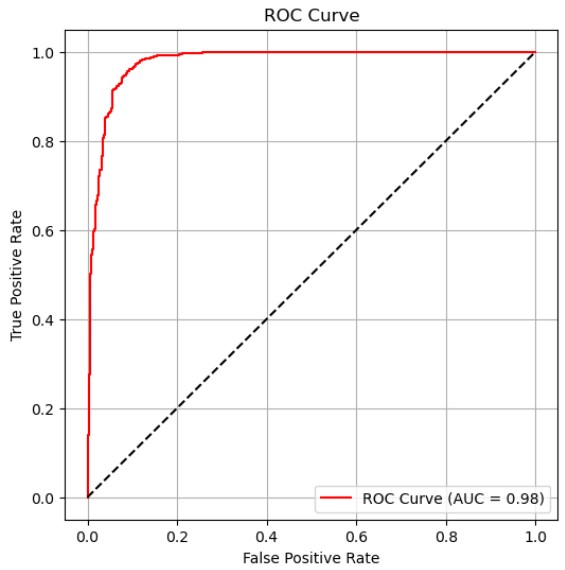 ROC Curve
1.0
0.8
0.6
0.4
0.2
0.0
True Positive Rate
ROC Curve (AUC = 0.98)
0.0 0.2 0.4 0.6 0.8 1.0
False Positive Rate